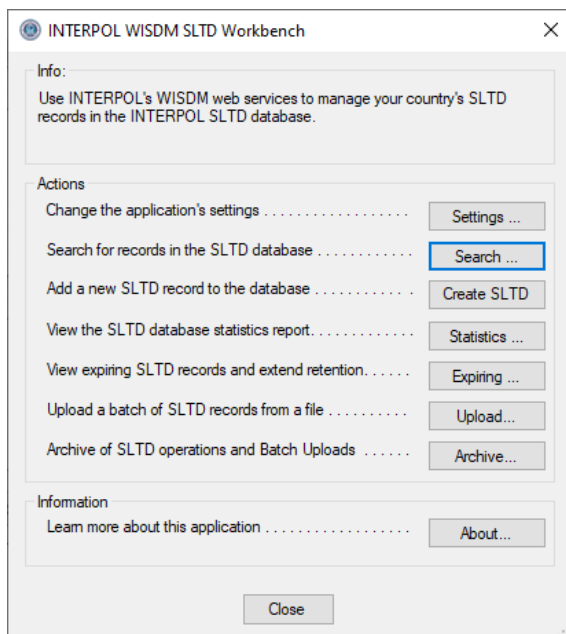 INTERPOL WISDM SLTD Workbench
Info:
Use INTERPOL's WISDM web services to manage your country's SLTD
records in the INTERPOL SLTD database.
Actions
Change the application's settings . . . . . . . . . . . . . . . . . . Settings ...
Search for records in the SLTD database . . . . . . . . . . . . Search ...
Add a new SLTD record to the database . . . . . . . . . . . . Create SLTD
View the SLTD database statistics report. . . . . . . . . . . . . Statistics ...
View expiring SLTD records and extend retention. . . . . . Expiring ...
Upload a batch of SLTD records from a file . . . . . . . . . . Upload...
Archive of SLTD operations and Batch Uploads . . . . . . Archive...
Information
Learn more about this application . . . . . . . . . . . . . . . . . . About...
Close